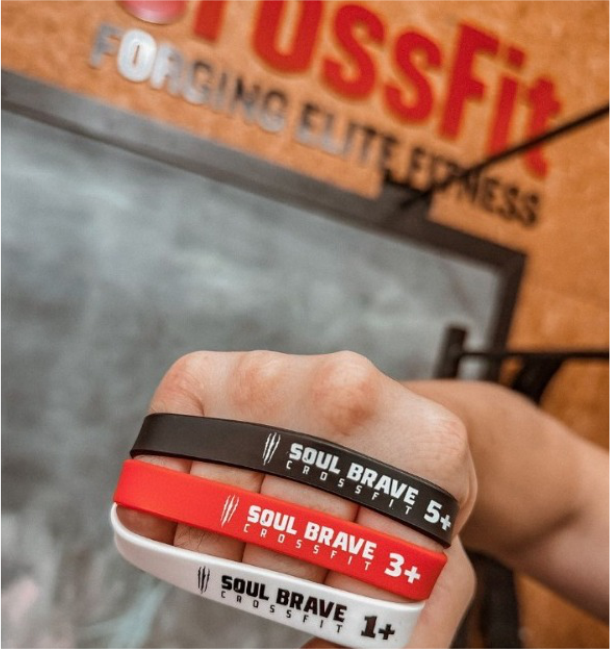 CrossFit
FORGING ELITE FITNESS
SOUL BRAVE
CROSSFIT
5+
SOUL BRAVE
CROSSFIT
3+
SOUL BRAVE
CROSSFIT
1+